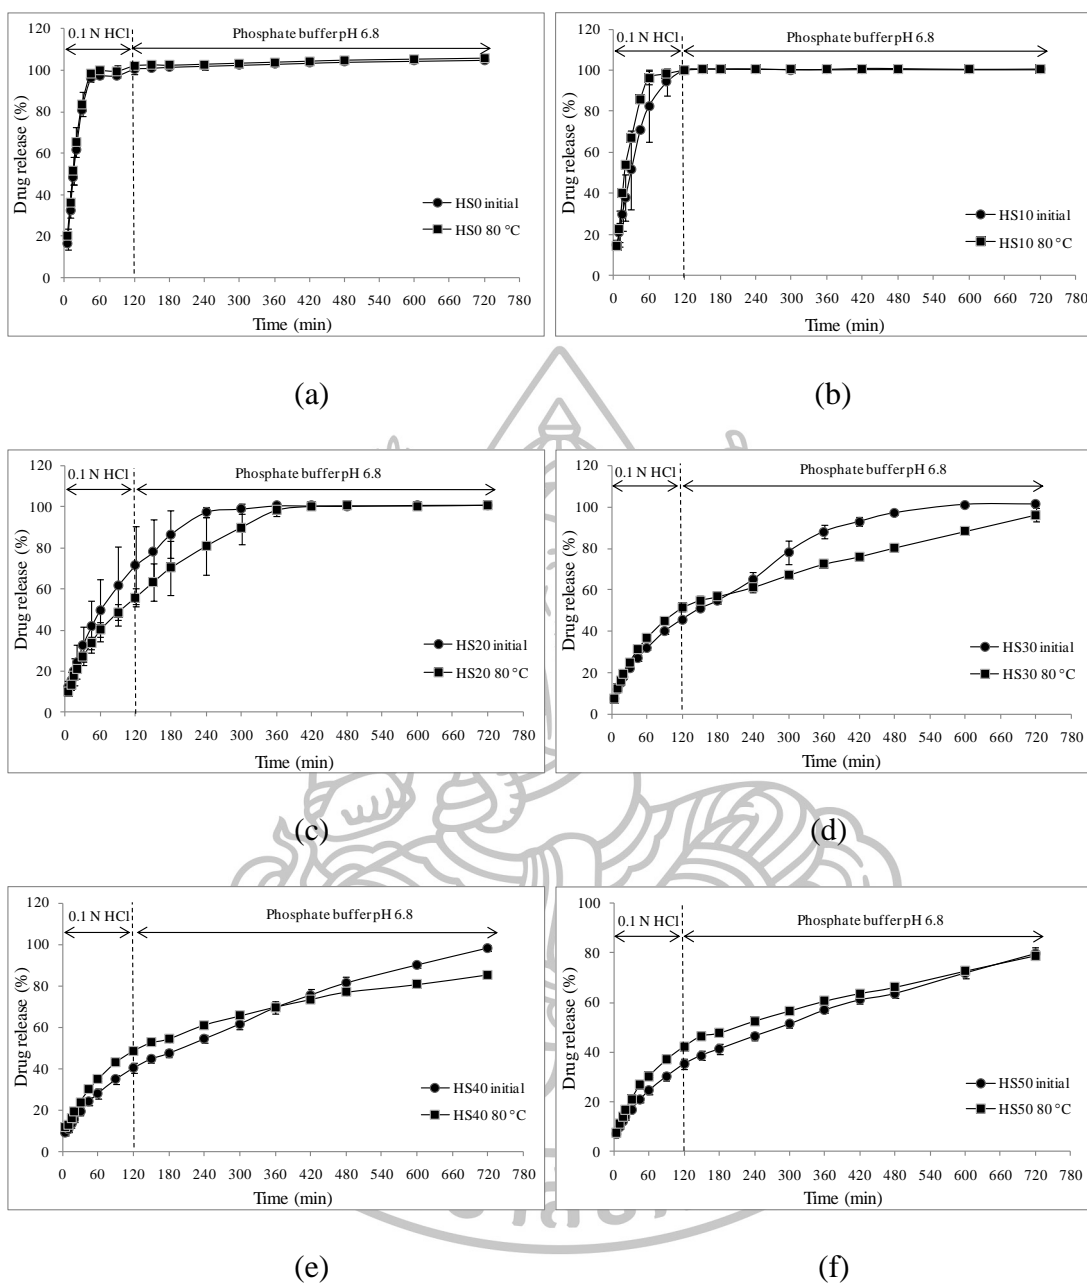 120
0.1 N HCl
Phosphate buffer pH 6.8
100
80
60
40
20
0
Drug release (%)
HS0 initial
HS0 80 °C
0 60 120 180 240 300 360 420 480 540 600 660 720 780
Time (min)
(a)
120
0.1 N HCl
Phosphate buffer pH 6.8
100
80
60
40
20
0
Drug release (%)
HS10 initial
HS10 80 °C
0 60 120 180 240 300 360 420 480 540 600 660 720 780
Time (min)
(b)
120
0.1 N HCl
Phosphate buffer pH 6.8
100
80
60
40
20
0
Drug release (%)
HS20 initial
HS20 80 °C
0 60 120 180 240 300 360 420 480 540 600 660 720 780
Time (min)
(c)
120
0.1 N HCl
Phosphate buffer pH 6.8
100
80
60
40
20
0
Drug release (%)
HS30 initial
HS30 80 °C
0 60 120 180 240 300 360 420 480 540 600 660 720 780
Time (min)
(d)
120
0.1 N HCl
Phosphate buffer pH 6.8
100
80
60
40
20
0
Drug release (%)
HS40 initial
HS40 80 °C
0 60 120 180 240 300 360 420 480 540 600 660 720 780
Time (min)
(e)
100
0.1 N HCl
Phosphate buffer pH 6.8
80
60
40
20
0
Drug release (%)
HS50 initial
HS50 80 °C
0 60 120 180 240 300 360 420 480 540 600 660 720 780
Time (min)
(f)